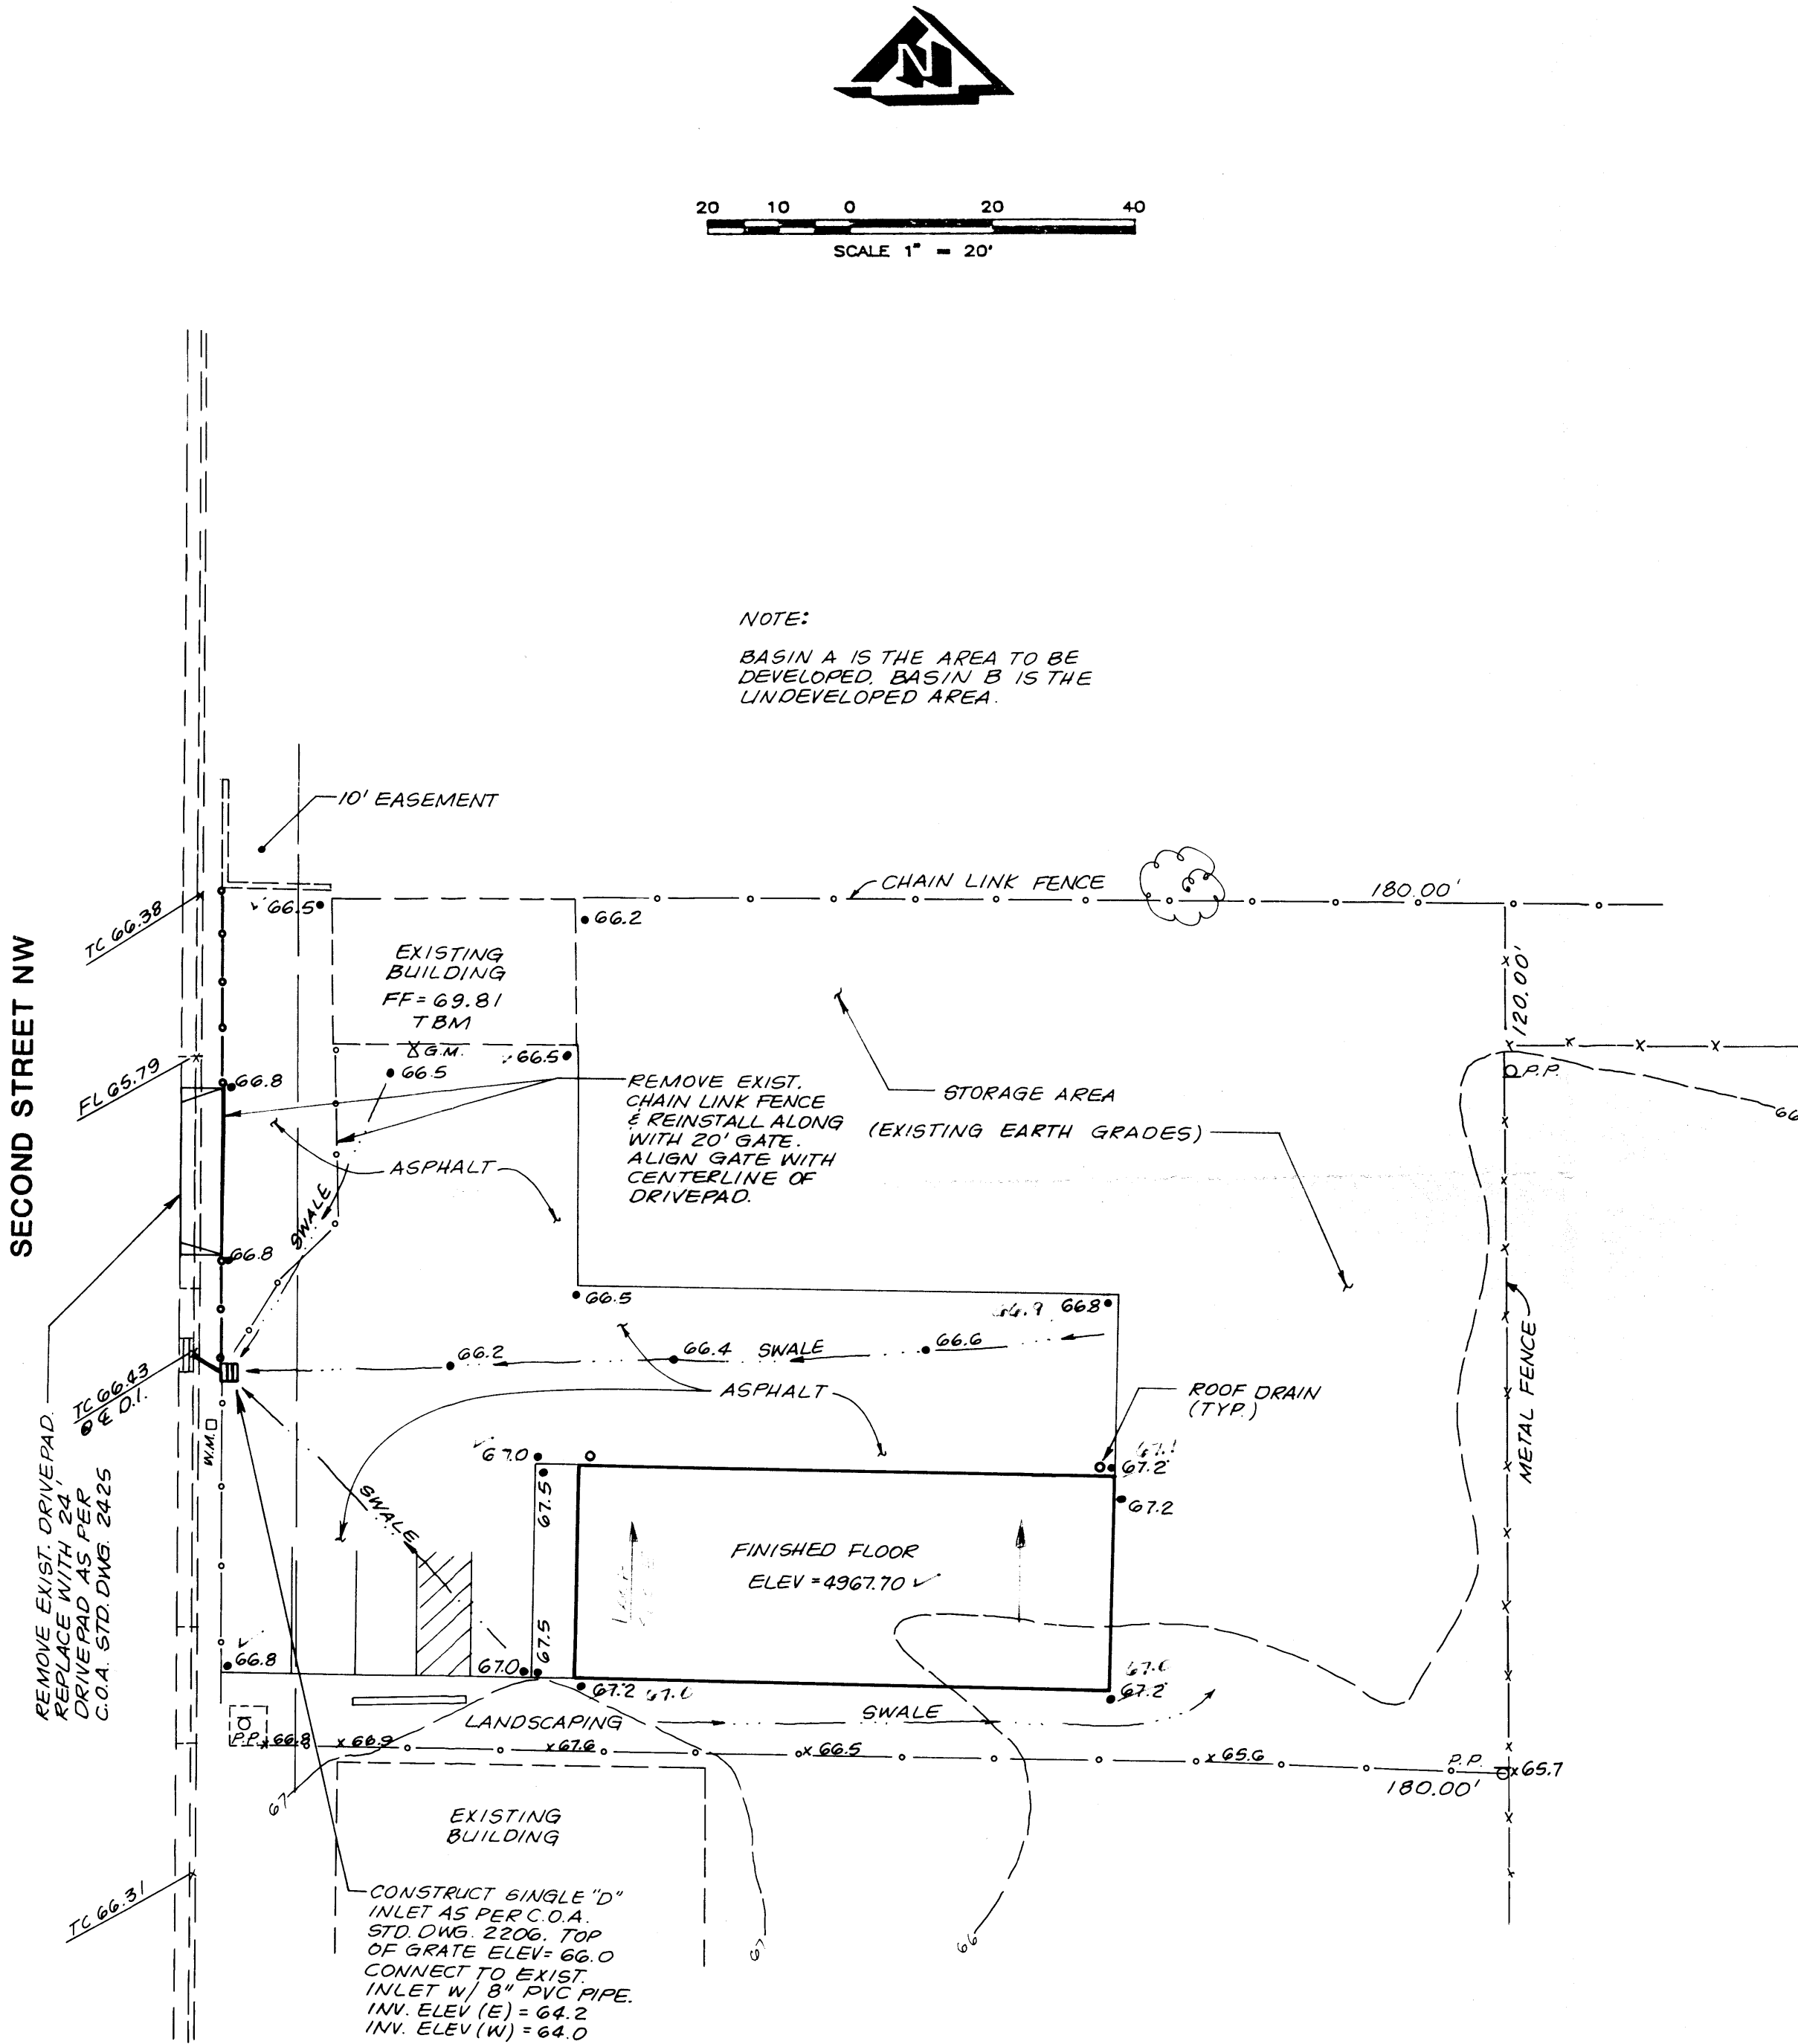 N
20 10 0 20 40
SCALE 1" = 20'
NOTE:
BASIN A IS THE AREA TO BE
DEVELOPED. BASIN B IS THE
UNDEVELOPED AREA.
10' EASEMENT
CHAIN LINK FENCE
180.00'
TC 66.38
66.5
66.2
120.00'
SECOND STREET NW
EXISTING
BUILDING
FF = 69.81
TBM
G.M.
66.5
66.5
FL 65.79
66.8
REMOVE EXIST.
CHAIN LINK FENCE
& REINSTALL ALONG
WITH 20' GATE.
ALIGN GATE WITH
CENTERLINE OF
DRIVEPAD.
STORAGE AREA
(EXISTING EARTH GRADES)
P.P.
66
ASPHALT
SWALE
66.8
66.5
66.9 66.8
66.2
66.4
SWALE
66.6
TC 66.43
@ ℄ D.I.
ASPHALT
ROOF DRAIN
(TYP.)
METAL FENCE
W.M.
67.0
67.1
67.2
67.5
67.2
SWALE
REMOVE EXIST. DRIVEPAD.
REPLACE WITH 24'
DRIVEPAD AS PER
C.O.A. STD. DWG. 2425
FINISHED FLOOR
ELEV = 4967.70
67.5
66.8
67.0
67.2
67.2
LANDSCAPING
SWALE
P.P.
66.8
66.9
67.6
66.5
65.6
P.P.
65.7
180.00'
67
EXISTING
BUILDING
TC 66.31
67
66
CONSTRUCT SINGLE "D"
INLET AS PER C.O.A.
STD. DWG. 2206. TOP
OF GRATE ELEV = 66.0
CONNECT TO EXIST.
INLET W/ 8" PVC PIPE.
INV. ELEV (E) = 64.2
INV. ELEV (W) = 64.0